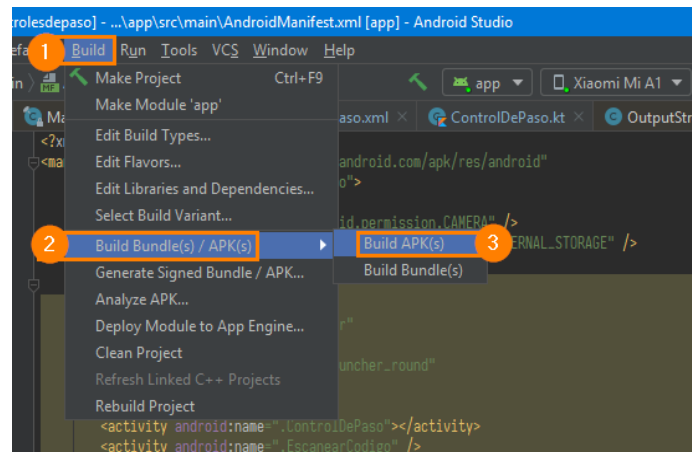 rolesdepaso] - ...\app\src\main\AndroidManifest.xml [app] - Android Studio
efa 1 Build Run Tools VCS Window Help
in MF Make Project Ctrl+F9 app Xiaomi Mi A1
Make Module 'app'
Ma aso.xml × ControlDePaso.kt × OutputStr
Edit Build Types...
<?x
Edit Flavors...
<ma android.com/apk/res/android"
Edit Libraries and Dependencies...
o">
Select Build Variant...
id.permission.CAMERA" />
2 Build Bundle(s) / APK(s) Build APK(s) 3 ERNAL_STORAGE" />
Generate Signed Bundle / APK... Build Bundle(s)
Analyze APK...
Deploy Module to App Engine... r"
Clean Project
uncher_round"
Refresh Linked C++ Projects
Rebuild Project
<activity android:name=".ControlDePaso"></activity>
<activity android:name=".EscanearCodigo" />